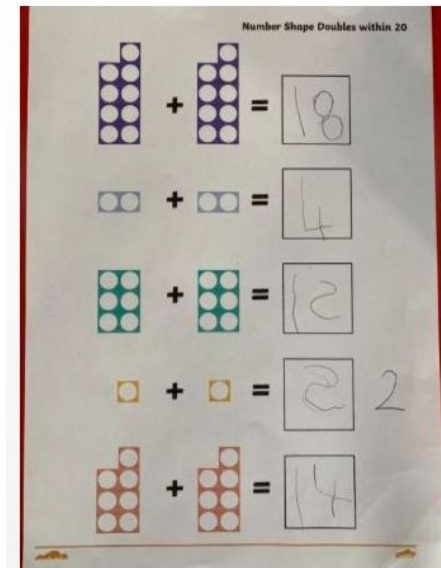 Number Shape Doubles within 20
+ = 18
+ = 4
+ = 12
+ = 2 2
+ = 14